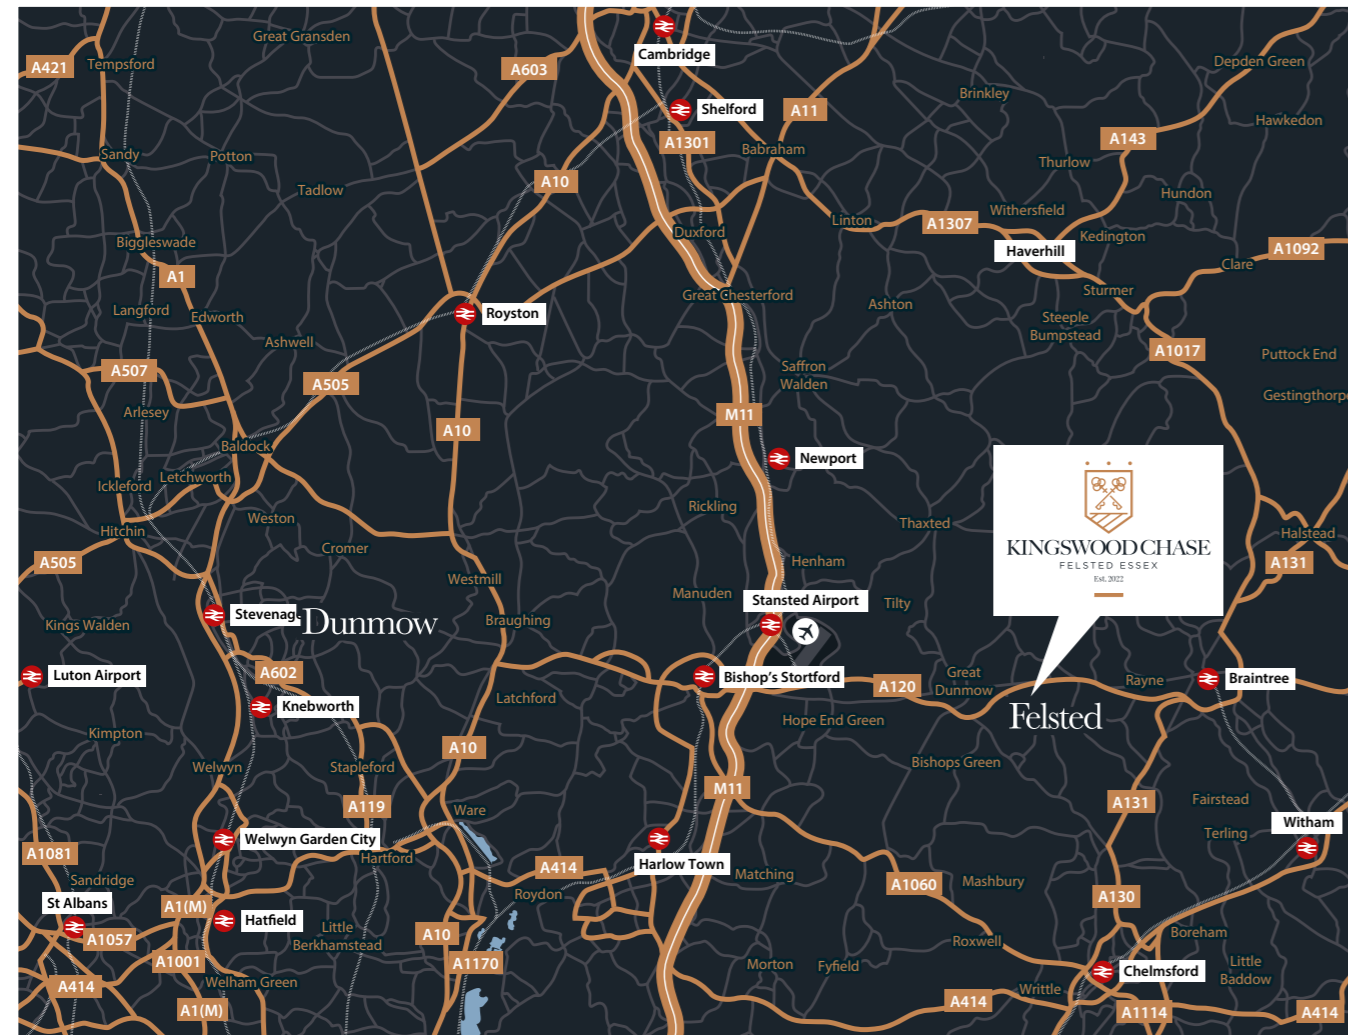 Cambridge
Great Gransden
A421
Tempsford
A603
Depden Green
Brinkley
Shelford
A11
Hawkedon
A1301
A143
Babraham
Sandy
Potton
Thurlow
Tadlow
A10
Hundon
Withersfield
Linton
A1307
Duxford
Kedington
Biggleswade
Haverhill
A1092
Clare
A1
Great Chesterford
Sturmer
Langford
Edworth
Royston
Ashton
Steeple
Bumpstead
Ashwell
A1017
Puttock End
Saffron
Walden
A507
A505
Gestingthorpe
Arlesey
M11
A10
Baldock
Newport
Letchworth
Ickleford
Rickling
Weston
Thaxted
Hitchin
KINGSWOOD CHASE
FELSTED ESSEX
Est. 2022
Halstead
Cromer
A505
Henham
A131
Westmill
Manuden
Stansted Airport
Tilty
Stevenag
Dunmow
Braughing
Kings Walden
Luton Airport
A602
Bishop's Stortford
Great
Dunmow
A120
Rayne
Braintree
Knebworth
Latchford
Hope End Green
Felsted
Kimpton
A10
Bishops Green
Welwyn
Stapleford
M11
A119
Ware
A131
Fairstead
Witham
Terling
Welwyn Garden City
A1081
Hartford
A414
Harlow Town
Matching
Sandridge
A1060
Mashbury
Roydon
A130
St Albans
A1(M)
Hatfield
A1057
Little
Berkhamstead
A10
Boreham
Roxwell
A1001
A1170
Morton
Fyfield
Chelmsford
Little
Baddow
Welham Green
A414
Writtle
A414
A1(M)
A1114
A414